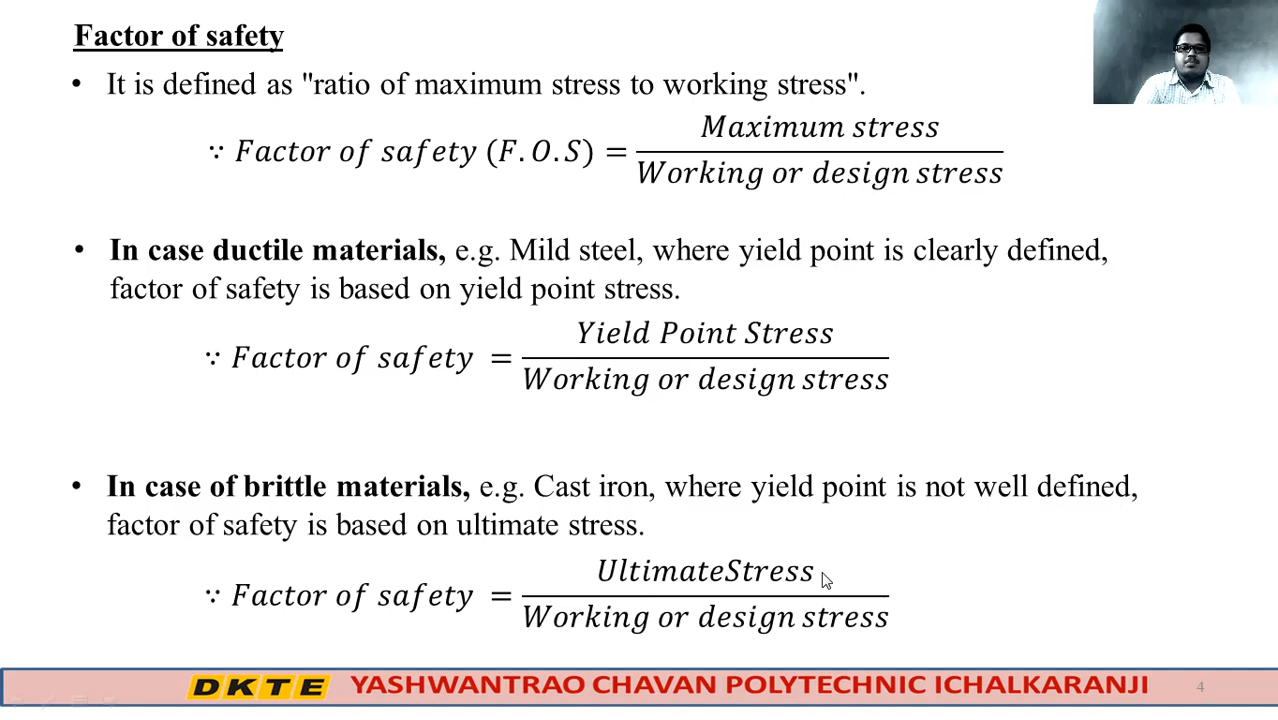 Factor of safety
• It is defined as "ratio of maximum stress to working stress".
∵ Factor of safety (F.O.S) = Maximum stress / Working or design stress
• In case ductile materials, e.g. Mild steel, where yield point is clearly defined,
factor of safety is based on yield point stress.
∵ Factor of safety = Yield Point Stress / Working or design stress
• In case of brittle materials, e.g. Cast iron, where yield point is not well defined,
factor of safety is based on ultimate stress.
∵ Factor of safety = UltimateStress / Working or design stress
DKTE YASHWANTRAO CHAVAN POLYTECHNIC ICHALKARANJI 4